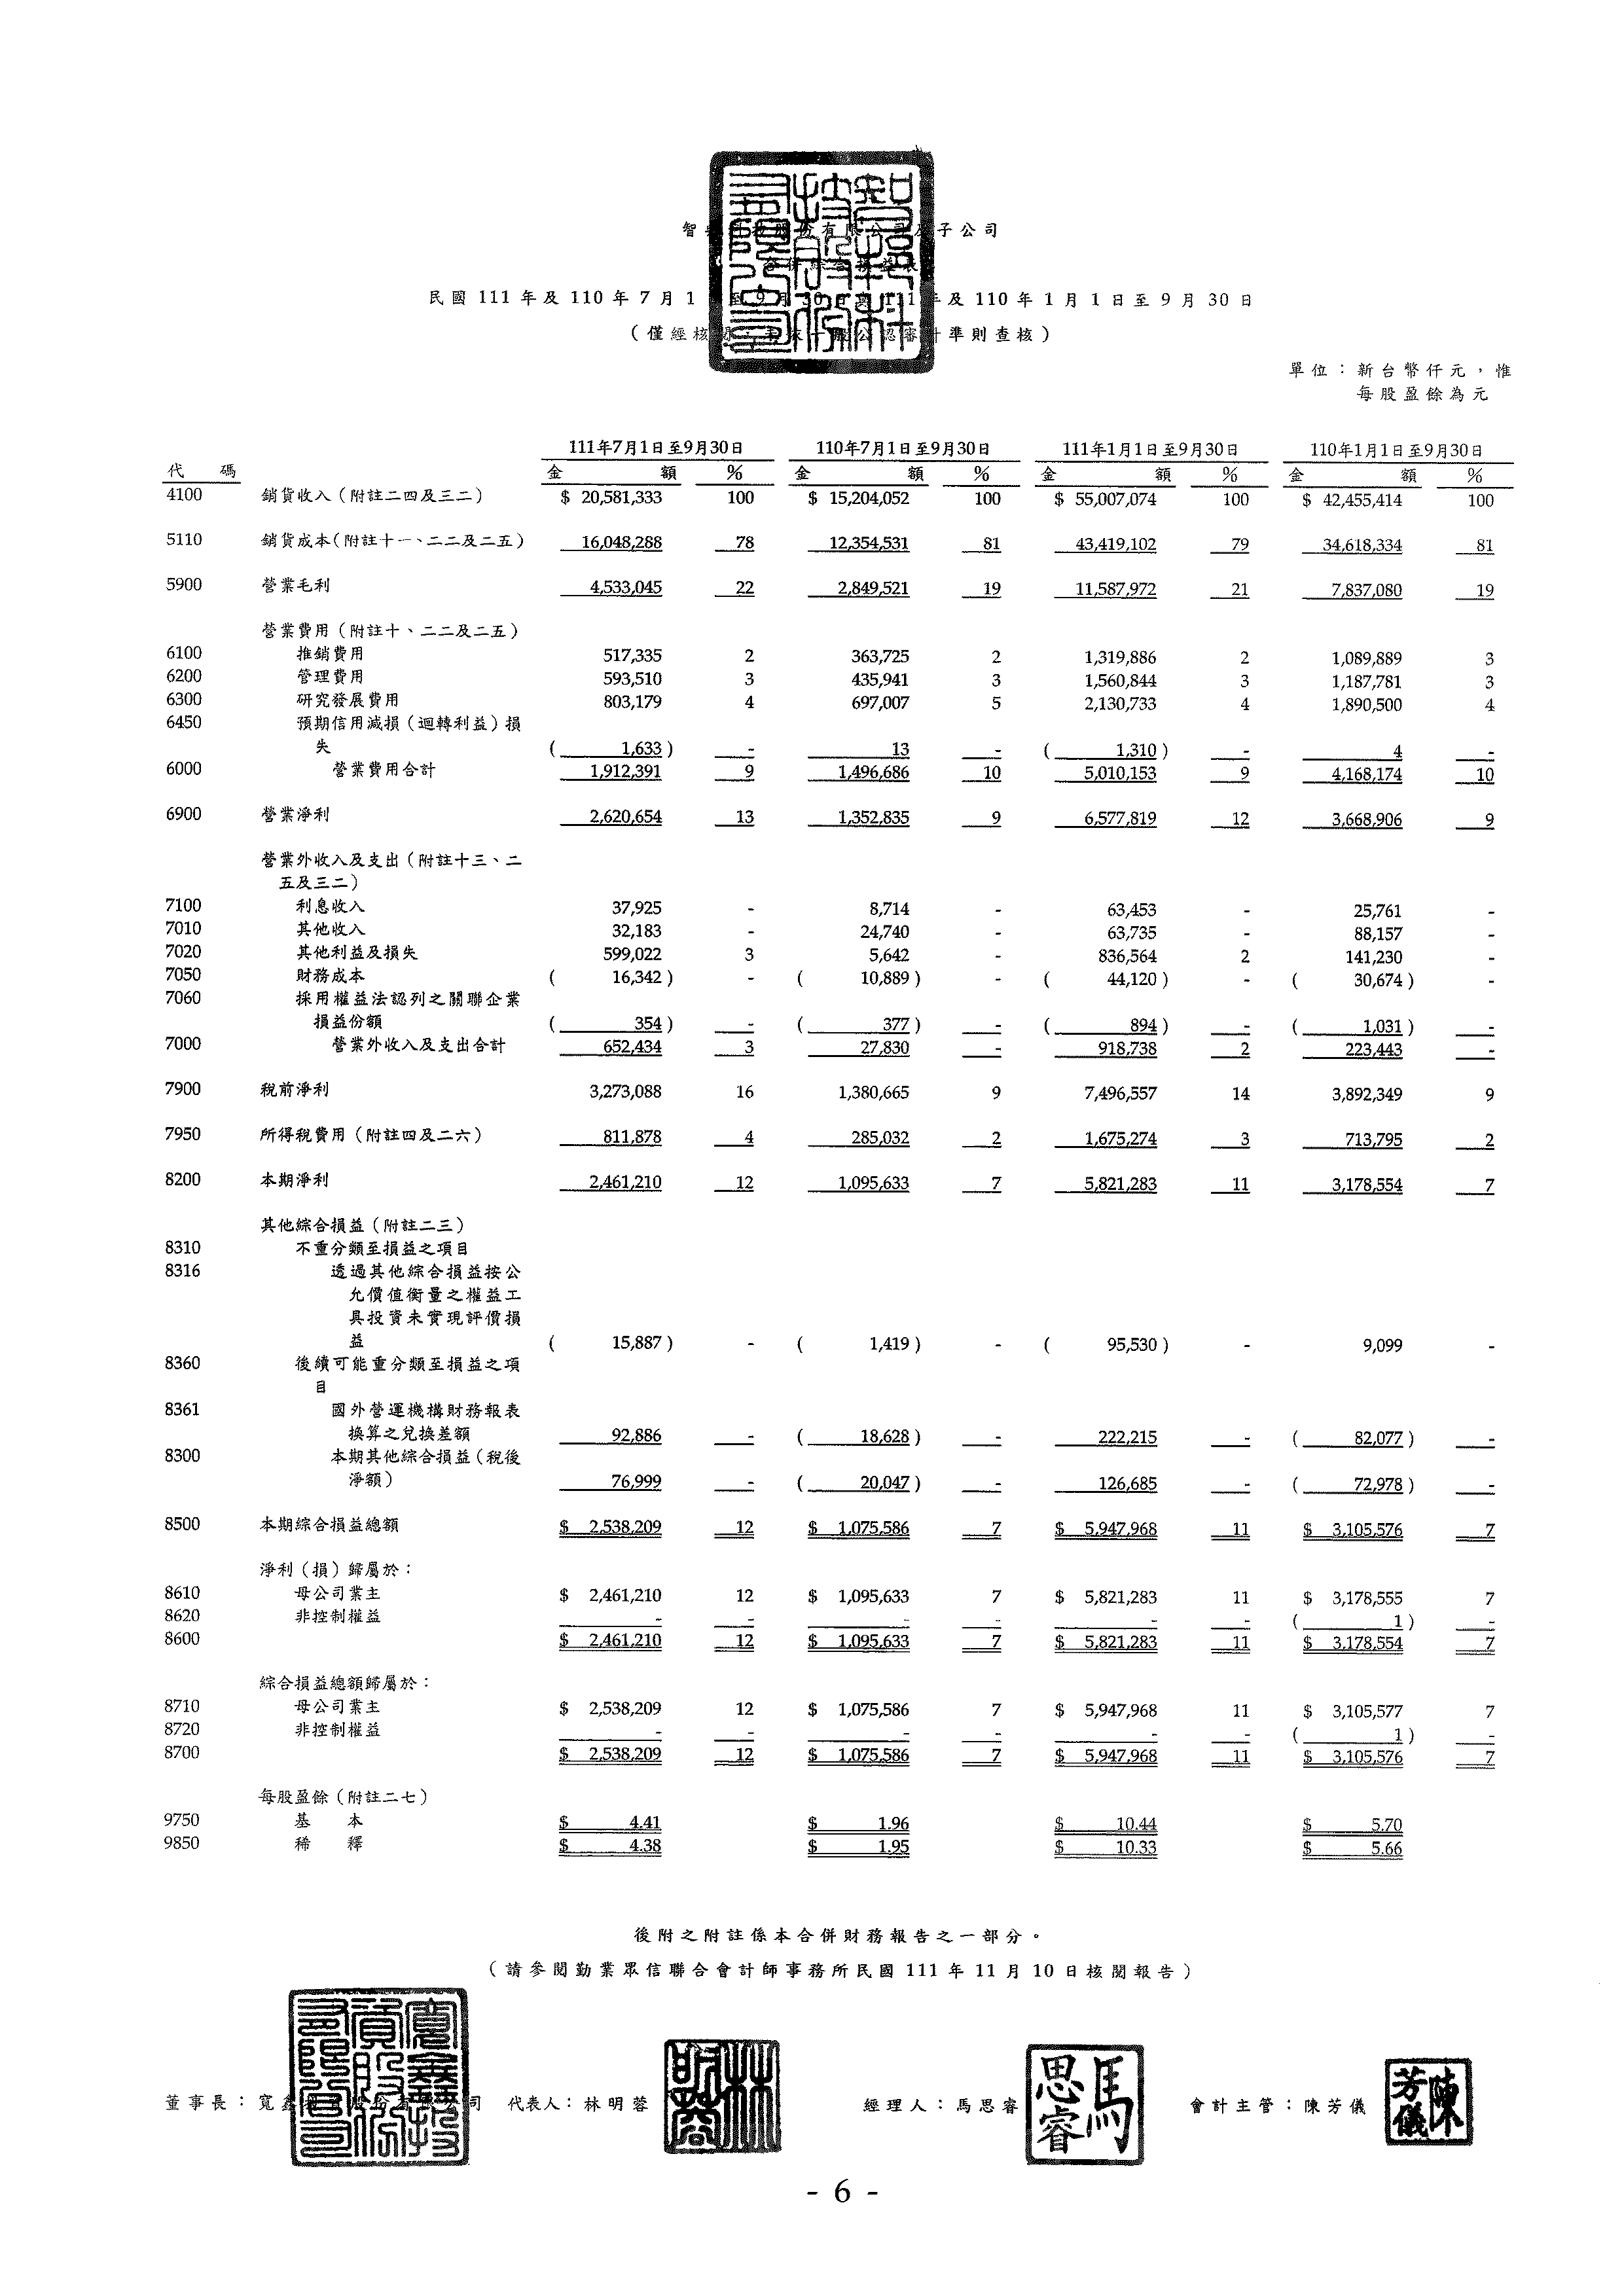 智易科技股份有限公司及子公司
合併綜合損益表
民國 111 年及 110 年 7 月 1 日至 9 月 30 日與 111 年及 110 年 1 月 1 日至 9 月 30 日
（僅經核閱，未依一般公認審計準則查核）
單位：新台幣仟元，惟
每股盈餘為元
111年7月1日至9月30日 110年7月1日至9月30日 111年1月1日至9月30日 110年1月1日至9月30日
代 碼 金 額 % 金 額 % 金 額 % 金 額 %
4100 銷貨收入（附註二四及三二） $ 20,581,333 100 $ 15,204,052 100 $ 55,007,074 100 $ 42,455,414 100
5110 銷貨成本（附註十一、二二及二五） 16,048,288 78 12,354,531 81 43,419,102 79 34,618,334 81
5900 營業毛利 4,533,045 22 2,849,521 19 11,587,972 21 7,837,080 19
營業費用（附註十、二二及二五）
6100 推銷費用 517,335 2 363,725 2 1,319,886 2 1,089,889 3
6200 管理費用 593,510 3 435,941 3 1,560,844 3 1,187,781 3
6300 研究發展費用 803,179 4 697,007 5 2,130,733 4 1,890,500 4
6450 預期信用減損（迴轉利益）損
失 ( 1,633 ) - 13 - ( 1,310 ) - 4 -
6000 營業費用合計 1,912,391 9 1,496,686 10 5,010,153 9 4,168,174 10
6900 營業淨利 2,620,654 13 1,352,835 9 6,577,819 12 3,668,906 9
營業外收入及支出（附註十三、二
五及三二）
7100 利息收入 37,925 - 8,714 - 63,453 - 25,761 -
7010 其他收入 32,183 - 24,740 - 63,735 - 88,157 -
7020 其他利益及損失 599,022 3 5,642 - 836,564 2 141,230 -
7050 財務成本 ( 16,342 ) - ( 10,889 ) - ( 44,120 ) - ( 30,674 ) -
7060 採用權益法認列之關聯企業
損益份額 ( 354 ) - ( 377 ) - ( 894 ) - ( 1,031 ) -
7000 營業外收入及支出合計 652,434 3 27,830 - 918,738 2 223,443 -
7900 稅前淨利 3,273,088 16 1,380,665 9 7,496,557 14 3,892,349 9
7950 所得稅費用（附註四及二六） 811,878 4 285,032 2 1,675,274 3 713,795 2
8200 本期淨利 2,461,210 12 1,095,633 7 5,821,283 11 3,178,554 7
其他綜合損益（附註二三）
8310 不重分類至損益之項目
8316 透過其他綜合損益按公
允價值衡量之權益工
具投資未實現評價損
益 ( 15,887 ) - ( 1,419 ) - ( 95,530 ) - 9,099 -
8360 後續可能重分類至損益之項
目
8361 國外營運機構財務報表
換算之兌換差額 92,886 - ( 18,628 ) - 222,215 - ( 82,077 ) -
8300 本期其他綜合損益（稅後
淨額） 76,999 - ( 20,047 ) - 126,685 - ( 72,978 ) -
8500 本期綜合損益總額 $ 2,538,209 12 $ 1,075,586 7 $ 5,947,968 11 $ 3,105,576 7
淨利（損）歸屬於：
8610 母公司業主 $ 2,461,210 12 $ 1,095,633 7 $ 5,821,283 11 $ 3,178,555 7
8620 非控制權益 - - - - - - ( 1 ) -
8600 $ 2,461,210 12 $ 1,095,633 7 $ 5,821,283 11 $ 3,178,554 7
綜合損益總額歸屬於：
8710 母公司業主 $ 2,538,209 12 $ 1,075,586 7 $ 5,947,968 11 $ 3,105,577 7
8720 非控制權益 - - - - - - ( 1 ) -
8700 $ 2,538,209 12 $ 1,075,586 7 $ 5,947,968 11 $ 3,105,576 7
每股盈餘（附註二七）
9750 基 本 $ 4.41 $ 1.96 $ 10.44 $ 5.70
9850 稀 釋 $ 4.38 $ 1.95 $ 10.33 $ 5.66
後附之附註係本合併財務報告之一部分。
（請參閱勤業眾信聯合會計師事務所民國 111 年 11 月 10 日核閱報告）
董事長：寬鑫投資股份有限公司 代表人：林明蓉 經理人：馬思睿 馬思睿 會計主管：陳芳儀 陳芳儀
- 6 -